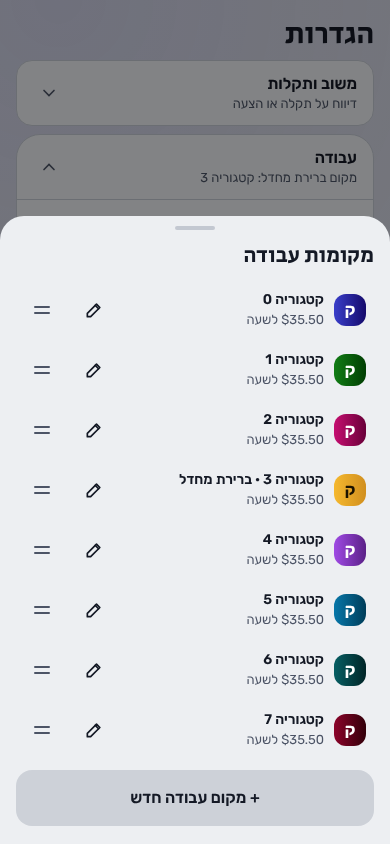 הגדרות
משוב ותקלות
דיווח על תקלה או הצעה
עבודה
מקום ברירת מחדל: קטגוריה 3
מקומות עבודה
ק
קטגוריה 0
$35.50 לשעה
ק
קטגוריה 1
$35.50 לשעה
ק
קטגוריה 2
$35.50 לשעה
ק
קטגוריה 3 • ברירת מחדל
$35.50 לשעה
ק
קטגוריה 4
$35.50 לשעה
ק
קטגוריה 5
$35.50 לשעה
ק
קטגוריה 6
$35.50 לשעה
ק
קטגוריה 7
$35.50 לשעה
+ מקום עבודה חדש